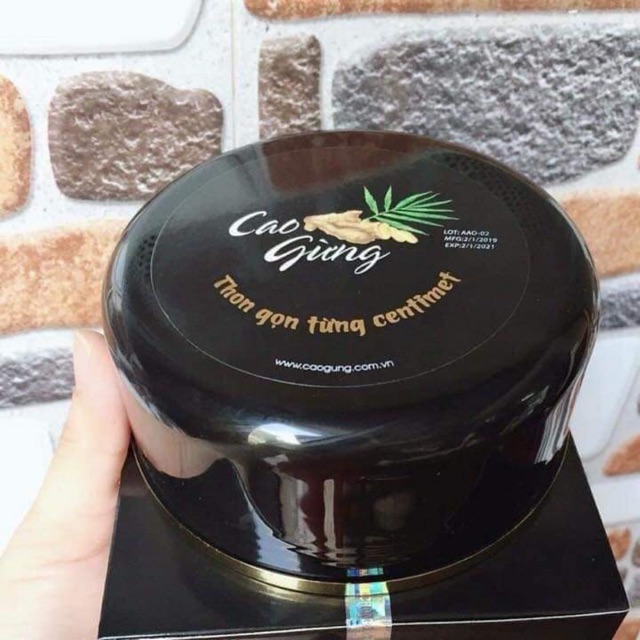 Cao
Gừng
LOT: AAO-02
MFG:2/1/2019
EXP:2/1/2021
Thon gọn từng centimet
www.caogung.com.vn